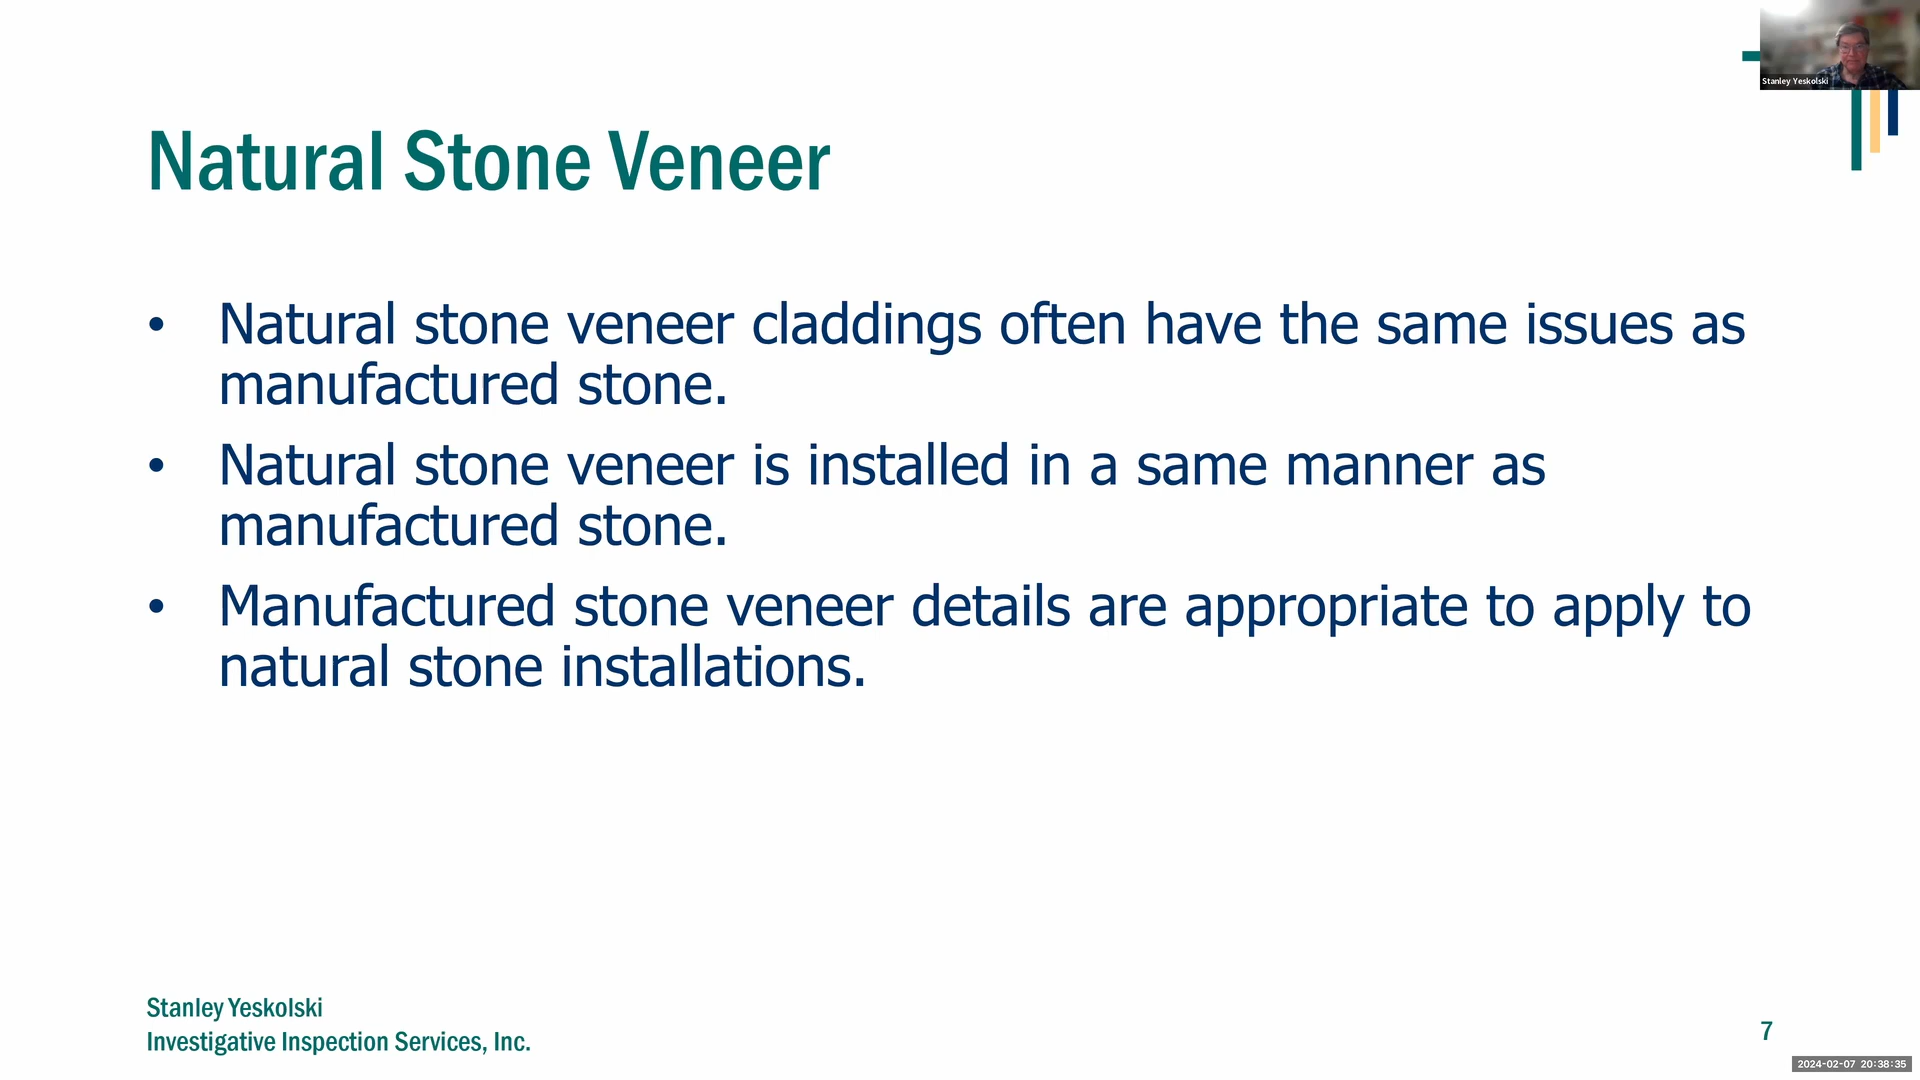 Stanley Yeskolski
Natural Stone Veneer
• Natural stone veneer claddings often have the same issues as
manufactured stone.
• Natural stone veneer is installed in a same manner as
manufactured stone.
• Manufactured stone veneer details are appropriate to apply to
natural stone installations.
Stanley Yeskolski
Investigative Inspection Services, Inc.
7
2024-02-07 20:38:35